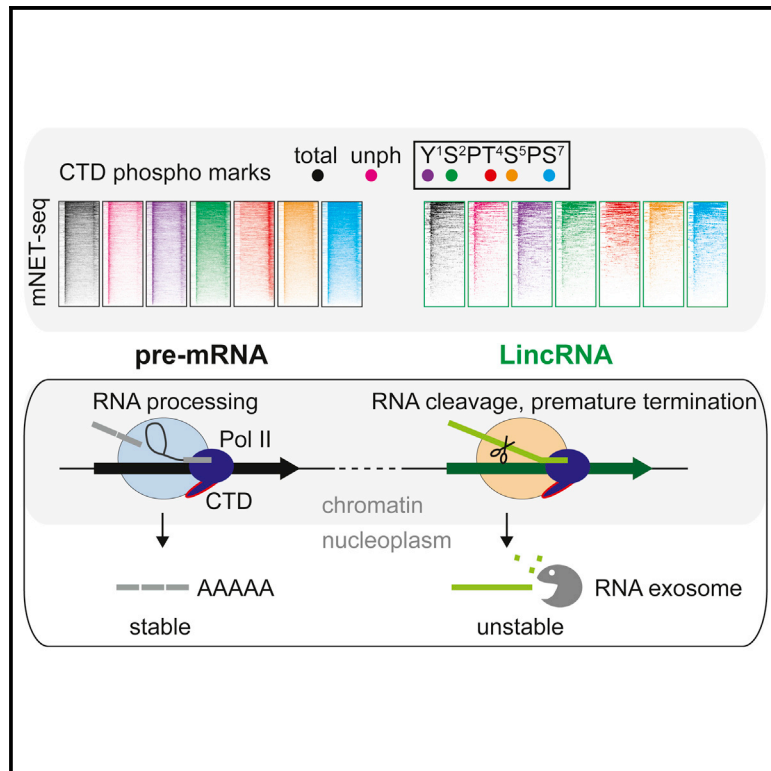 CTD phospho marks
total
unph
Y¹S²PT⁴S⁵PS⁷
mNET-seq
pre-mRNA
LincRNA
RNA processing
RNA cleavage, premature termination
Pol II
CTD
chromatin
nucleoplasm
AAAAA
RNA exosome
stable
unstable